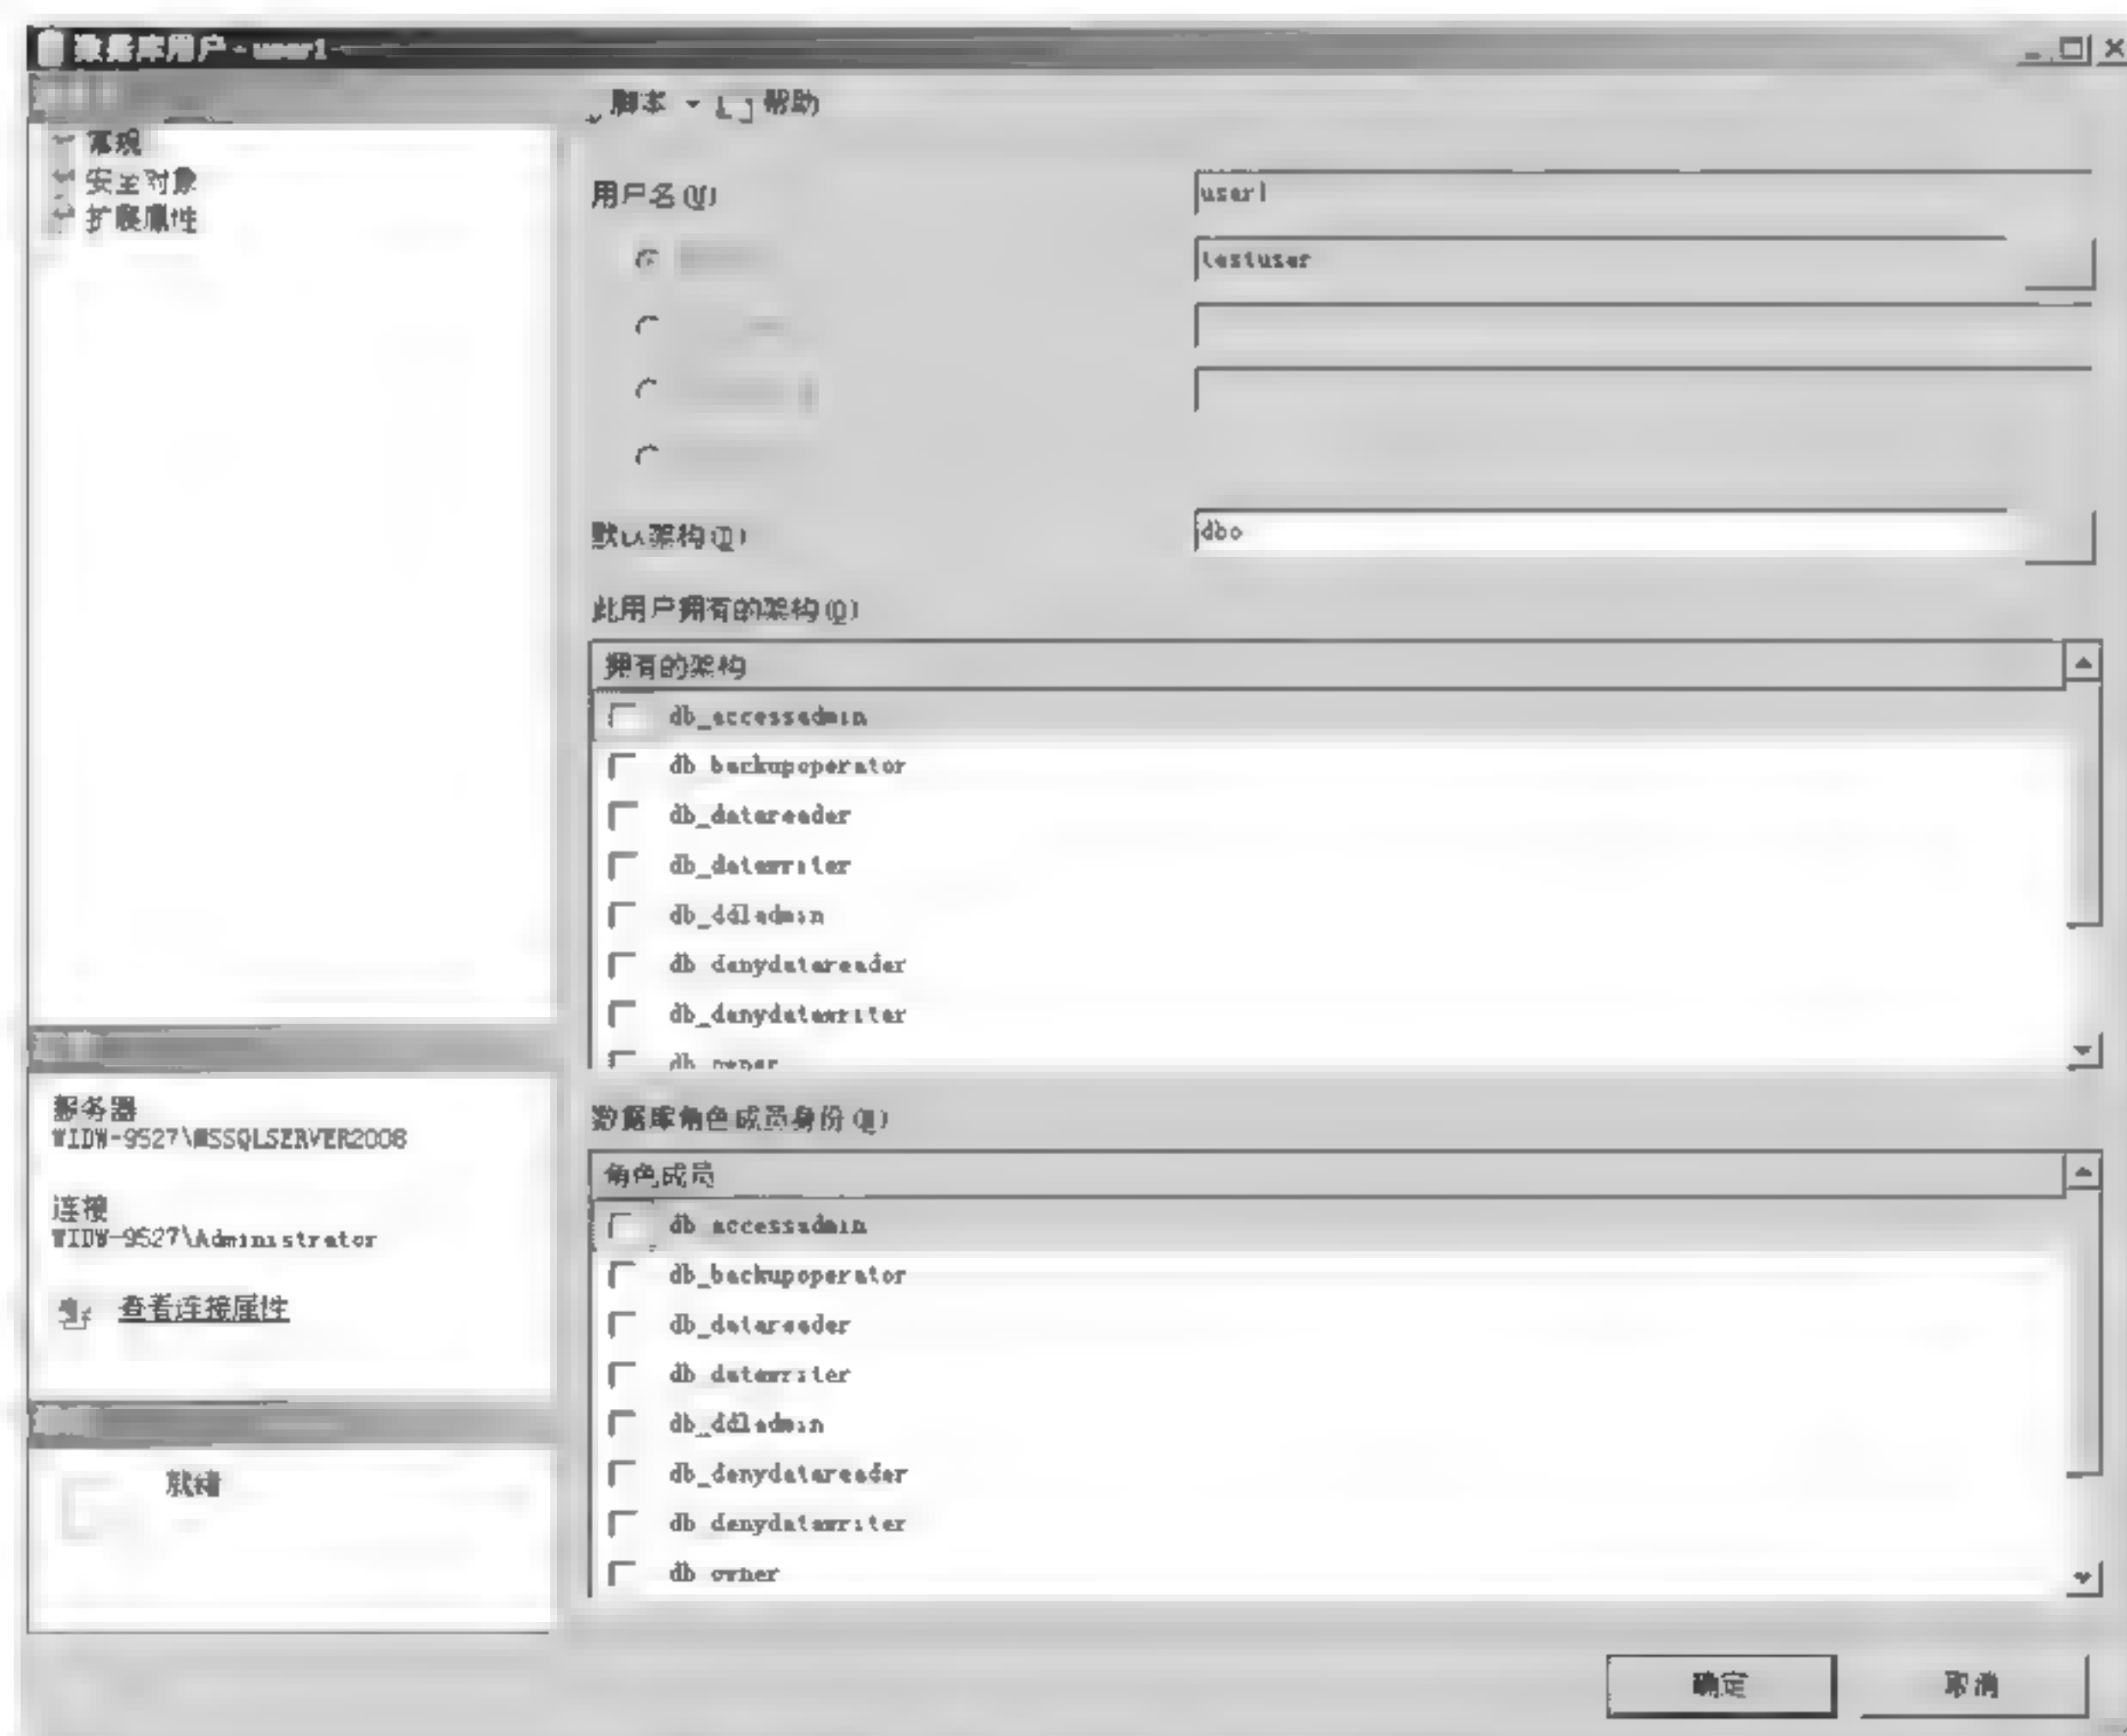 数据库用户 - user1
常规
安全对象
扩展属性
脚本 帮助
用户名(U)
user1
testuser
默认架构(D)
dbo
此用户拥有的架构(O)
拥有的架构
db_accessadmin
db_backupoperator
db_datareader
db_datawriter
db_ddladmin
db_denydatareader
db_denydatawriter
db_owner
服务器
WIDW-9527\MSSQLSERVER2008
连接
WIDW-9527\Administrator
查看连接属性
就绪
数据库角色成员身份(M)
角色成员
db_accessadmin
db_backupoperator
db_datareader
db_datawriter
db_ddladmin
db_denydatareader
db_denydatawriter
db_owner
确定 取消